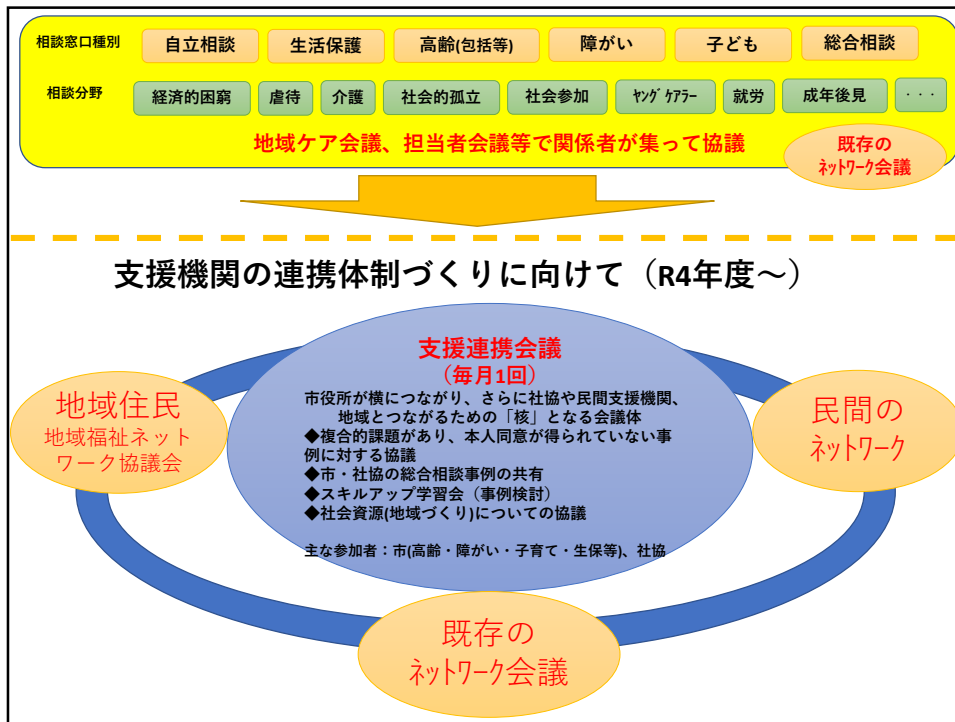 相談窓口種別 自立相談 生活保護 高齢(包括等) 障がい 子ども 総合相談
相談分野 経済的困窮 虐待 介護 社会的孤立 社会参加 ﾔﾝｸﾞｹｱﾗｰ 就労 成年後見 ・・・
地域ケア会議、担当者会議等で関係者が集って協議
既存の
ﾈｯﾄﾜｰｸ会議
支援機関の連携体制づくりに向けて（R4年度～）
支援連携会議
（毎月1回）
市役所が横につながり、さらに社協や民間支援機関、
地域とつながるための「核」となる会議体
◆複合的課題があり、本人同意が得られていない事
例に対する協議
◆市・社協の総合相談事例の共有
◆スキルアップ学習会（事例検討）
◆社会資源(地域づくり)についての協議
主な参加者：市(高齢・障がい・子育て・生保等)、社協
地域住民
地域福祉ネット
ワーク協議会
民間の
ﾈｯﾄﾜｰｸ
既存の
ﾈｯﾄﾜｰｸ会議